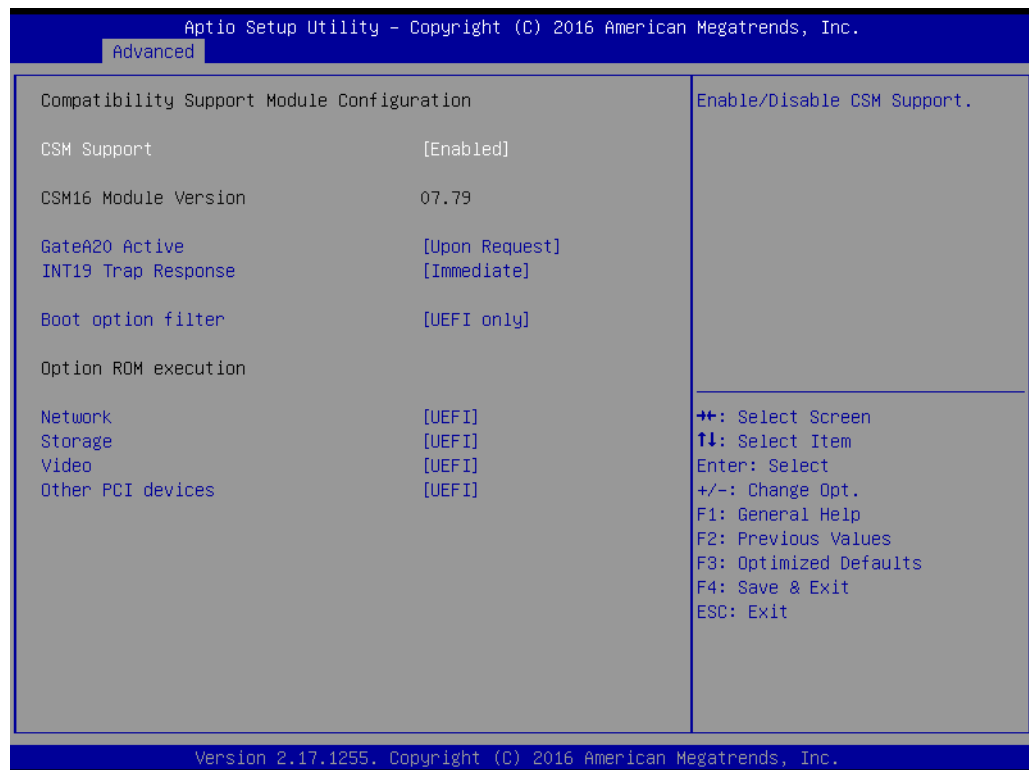 Aptio Setup Utility – Copyright (C) 2016 American Megatrends, Inc.
Advanced
Compatibility Support Module Configuration
CSM Support [Enabled]
CSM16 Module Version 07.79
GateA20 Active [Upon Request]
INT19 Trap Response [Immediate]
Boot option filter [UEFI only]
Option ROM execution
Network [UEFI]
Storage [UEFI]
Video [UEFI]
Other PCI devices [UEFI]
Enable/Disable CSM Support.
→←: Select Screen
↑↓: Select Item
Enter: Select
+/-: Change Opt.
F1: General Help
F2: Previous Values
F3: Optimized Defaults
F4: Save & Exit
ESC: Exit
Version 2.17.1255. Copyright (C) 2016 American Megatrends, Inc.